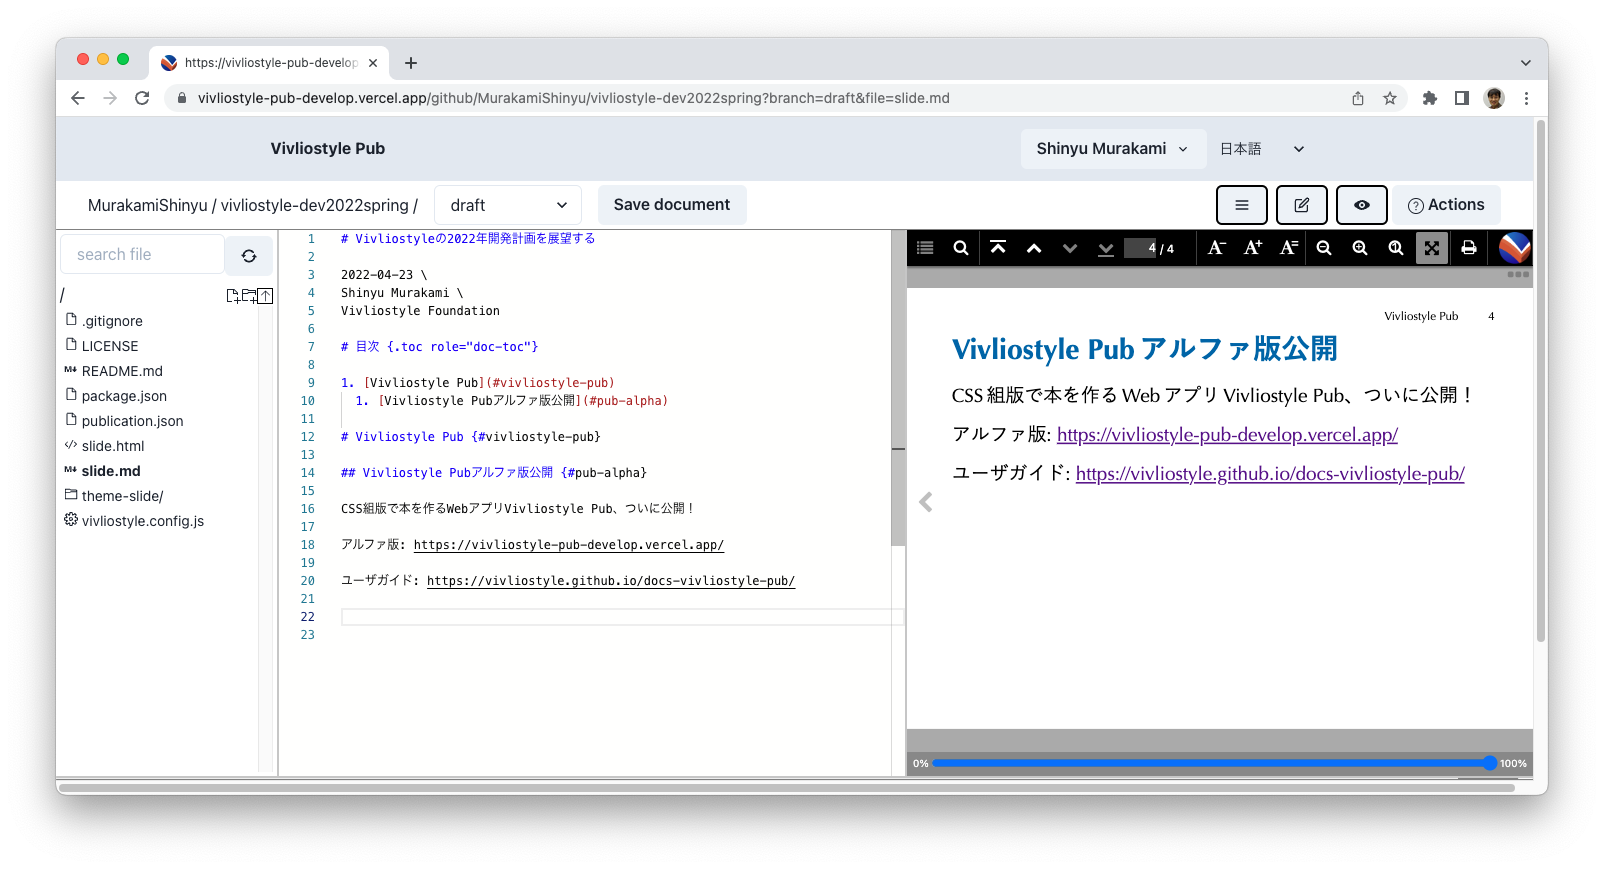 https://vivliostyle-pub-develop
vivliostyle-pub-develop.vercel.app/github/MurakamiShinyu/vivliostyle-dev2022spring?branch=draft&file=slide.md
Vivliostyle Pub
Shinyu Murakami
日本語
MurakamiShinyu / vivliostyle-dev2022spring /
draft
Save document
Actions
search file
/
.gitignore
LICENSE
README.md
package.json
publication.json
slide.html
slide.md
theme-slide/
vivliostyle.config.js
1 # Vivliostyleの2022年開発計画を展望する
2
3 2022-04-23 \
4 Shinyu Murakami \
5 Vivliostyle Foundation
6
7 # 目次 {.toc role="doc-toc"}
8
9 1. [Vivliostyle Pub](#vivliostyle-pub)
10 1. [Vivliostyle Pubアルファ版公開](#pub-alpha)
11
12 # Vivliostyle Pub {#vivliostyle-pub}
13
14 ## Vivliostyle Pubアルファ版公開 {#pub-alpha}
15
16 CSS組版で本を作るWebアプリVivliostyle Pub、ついに公開！
17
18 アルファ版: https://vivliostyle-pub-develop.vercel.app/
19
20 ユーザガイド: https://vivliostyle.github.io/docs-vivliostyle-pub/
21
22
23
4 / 4
A- A+ A=
Vivliostyle Pub 4
Vivliostyle Pub アルファ版公開
CSS 組版で本を作る Web アプリ Vivliostyle Pub、ついに公開！
アルファ版: https://vivliostyle-pub-develop.vercel.app/
ユーザガイド: https://vivliostyle.github.io/docs-vivliostyle-pub/
0% 100%